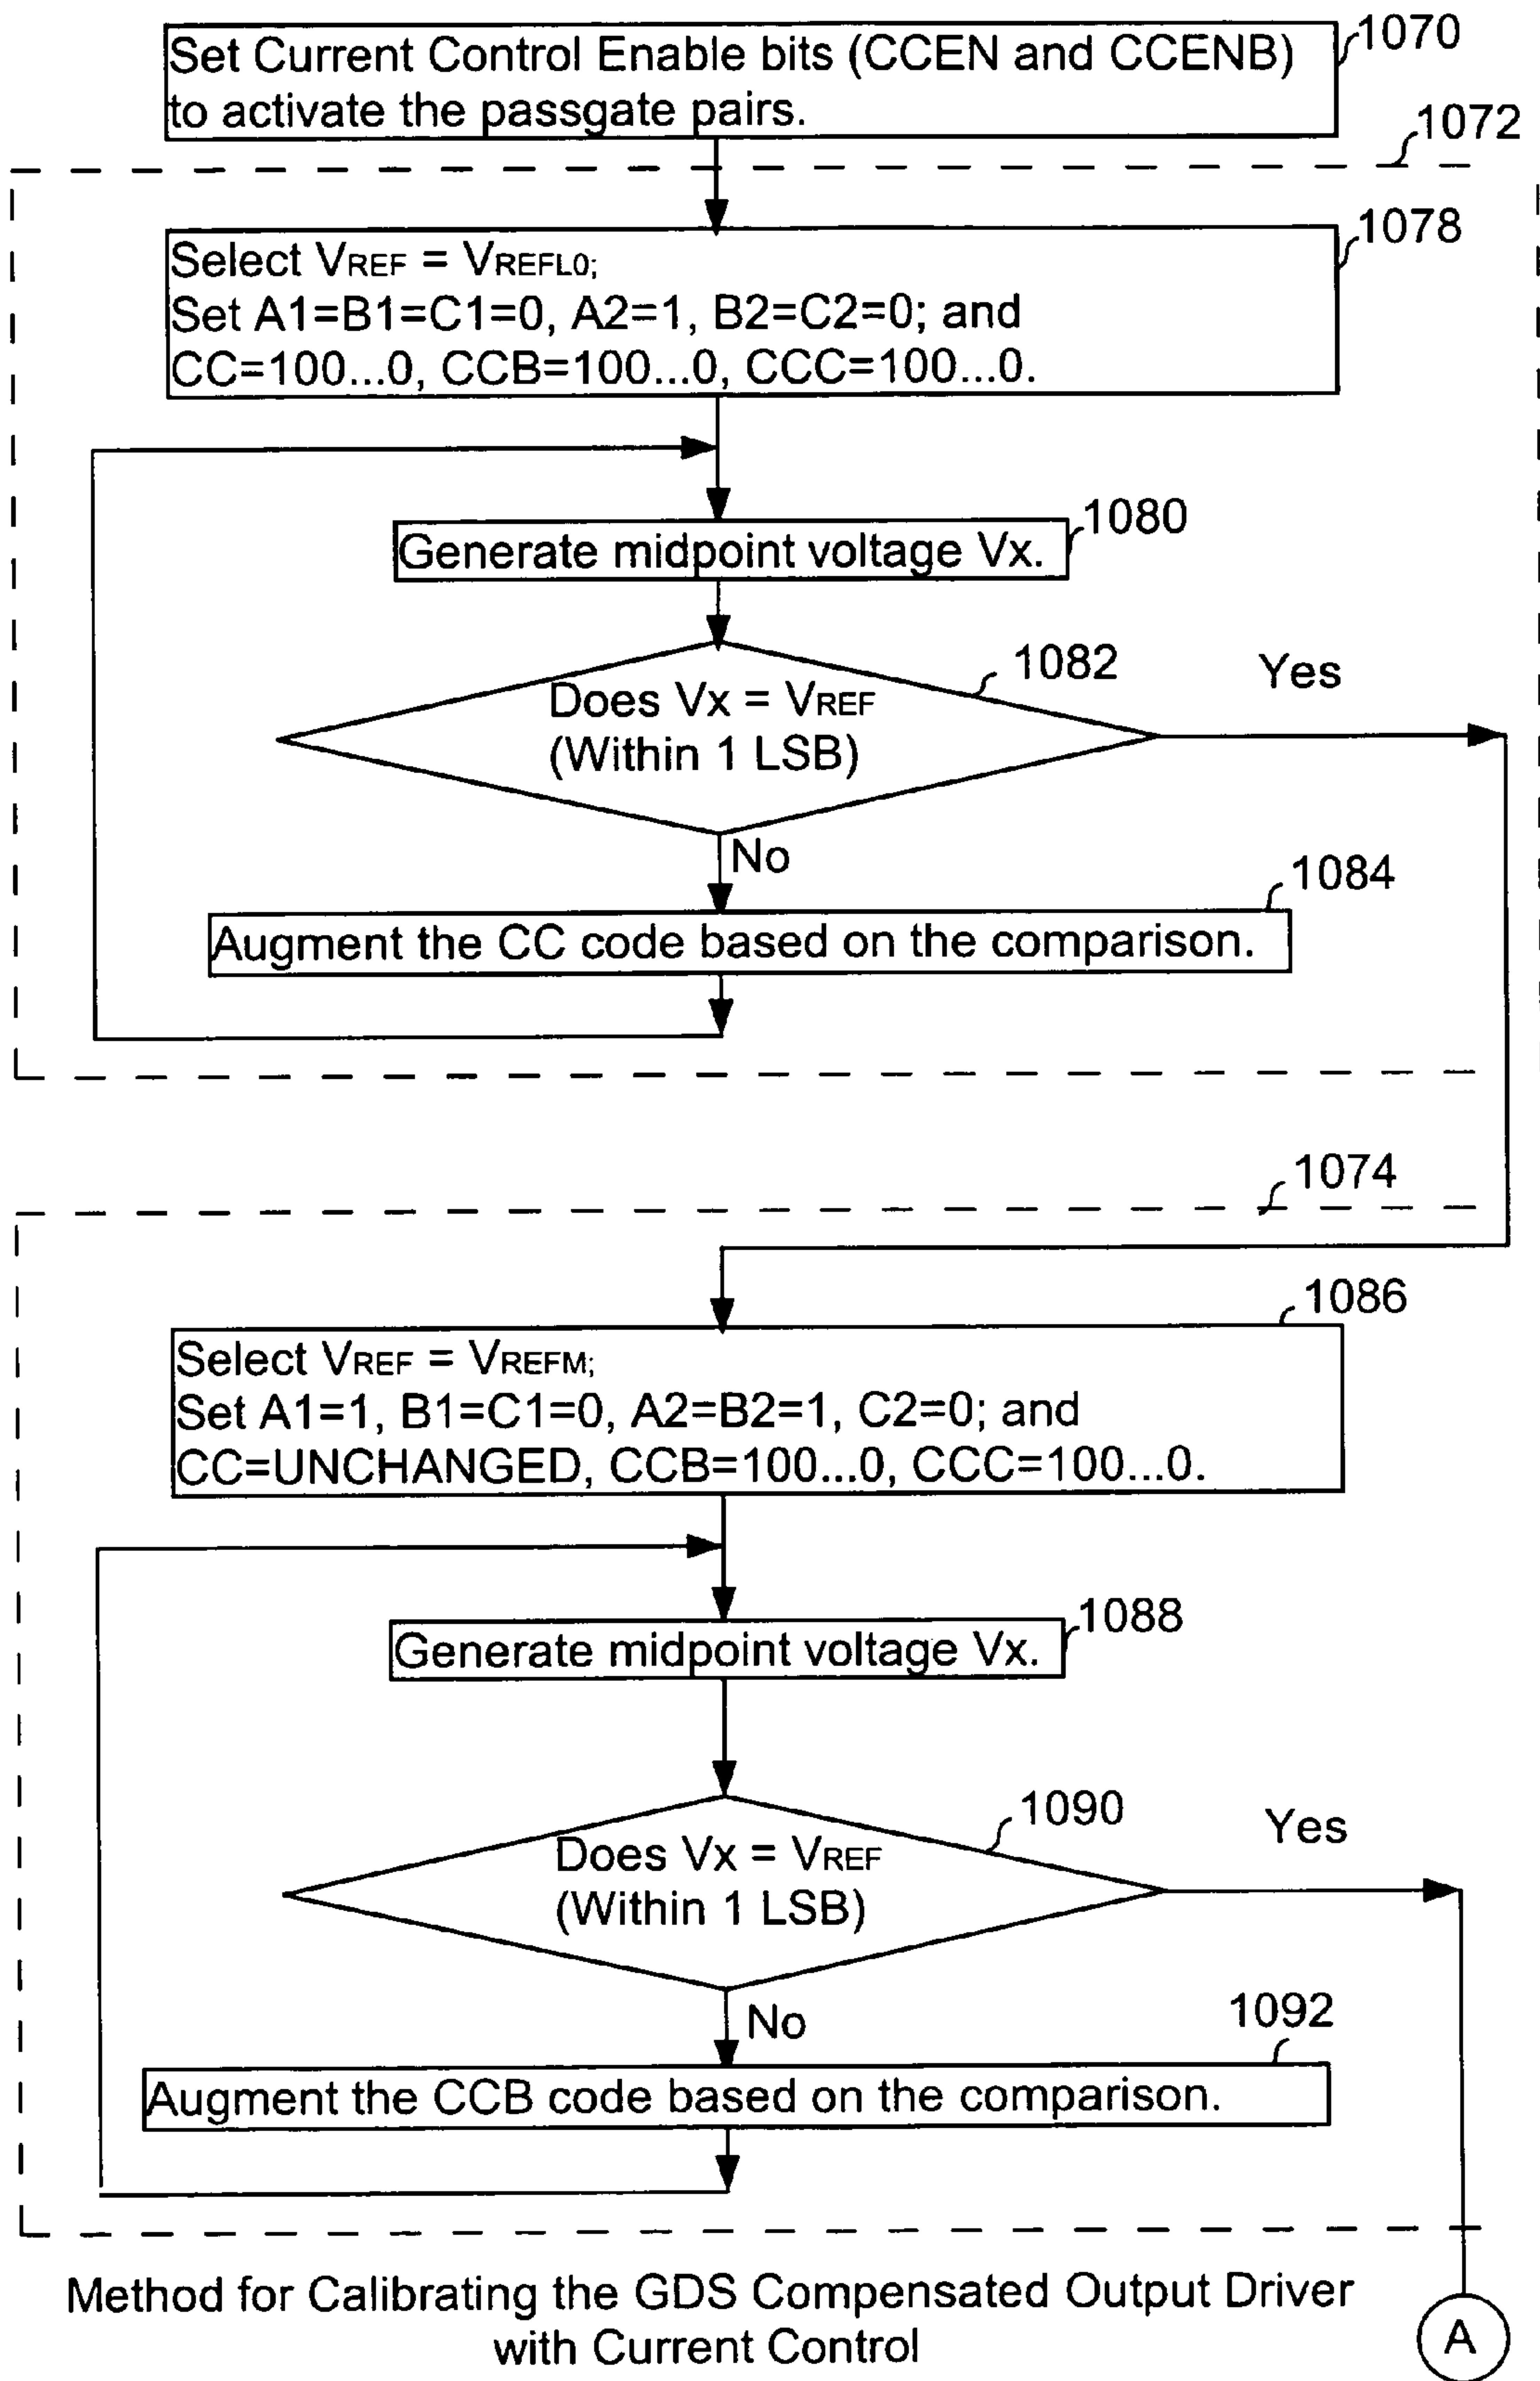 Set Current Control Enable bits (CCEN and CCENB)
to activate the passgate pairs.
1070
1072
Select VREF = VREFL0;
Set A1=B1=C1=0, A2=1, B2=C2=0; and
CC=100...0, CCB=100...0, CCC=100...0.
1078
Generate midpoint voltage Vx.
1080
Does Vx = VREF
(Within 1 LSB)
1082
Yes
No
1084
Augment the CC code based on the comparison.
1074
1086
Select VREF = VREFM;
Set A1=1, B1=C1=0, A2=B2=1, C2=0; and
CC=UNCHANGED, CCB=100...0, CCC=100...0.
Generate midpoint voltage Vx.
1088
Does Vx = VREF
(Within 1 LSB)
1090
Yes
No
1092
Augment the CCB code based on the comparison.
Method for Calibrating the GDS Compensated Output Driver
with Current Control
A